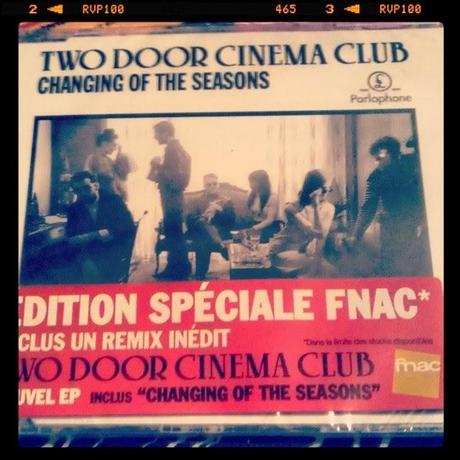 2 RVP100 465 3 RVP100
TWO DOOR CINEMA CLUB
CHANGING OF THE SEASONS
Parlophone
EDITION SPÉCIALE FNAC*
CLUS UN REMIX INÉDIT
*Dans la limite des stocks disponibles
WO DOOR CINEMA CLUB
fnac
UVEL EP INCLUS “CHANGING OF THE SEASONS”